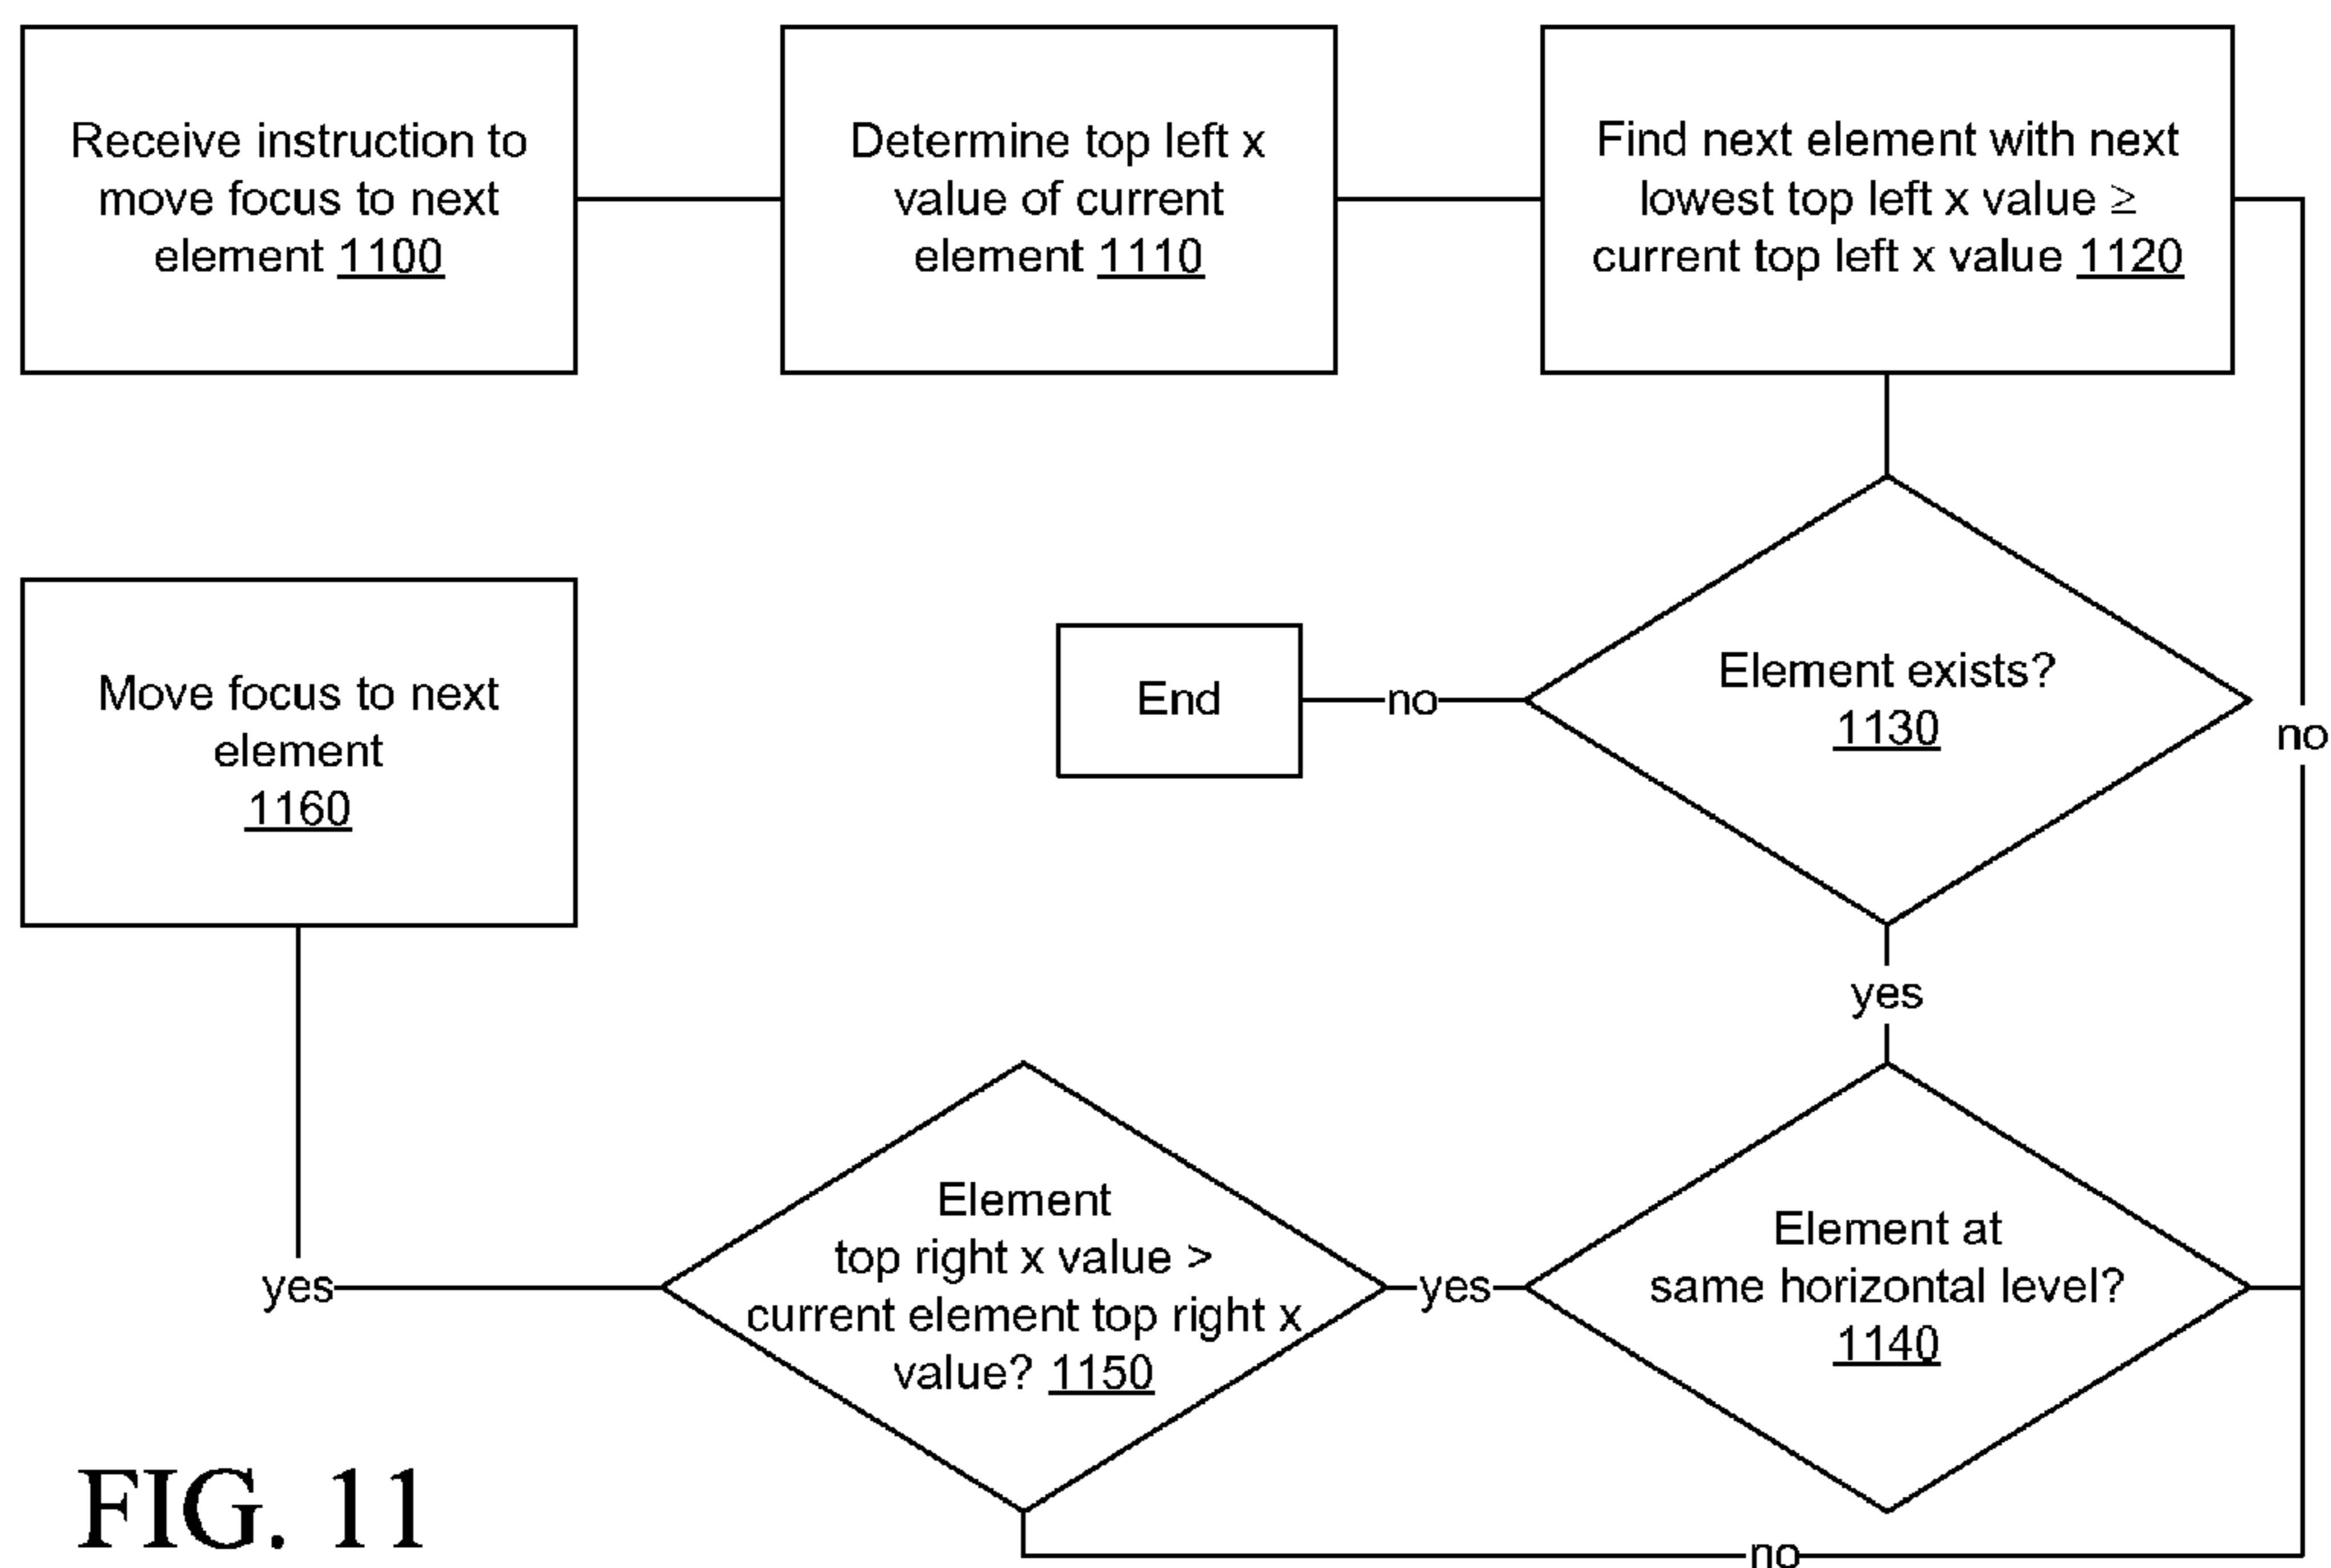 Receive instruction to
move focus to next
element 1100
Determine top left x
value of current
element 1110
Find next element with next
lowest top left x value ≥
current top left x value 1120
Element exists?
1130
no
End
no
yes
Element at
same horizontal level?
1140
yes
Element
top right x value >
current element top right x
value? 1150
no
yes
Move focus to next
element
1160
FIG. 11